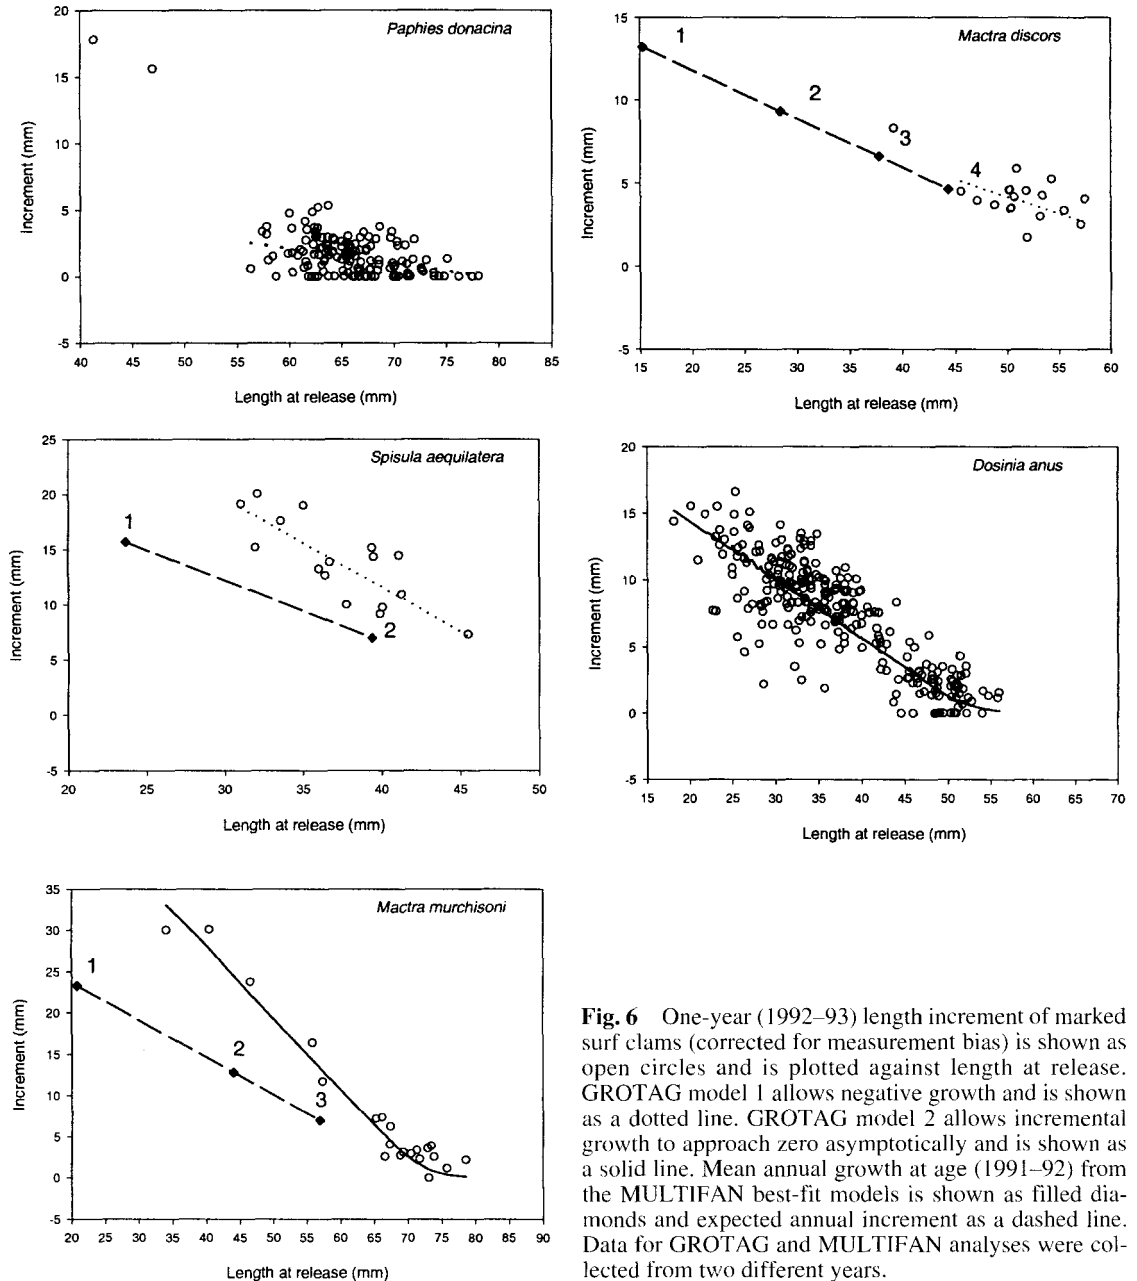 Paphies donacina
20
15
10
5
0
-5
Increment (mm)
40 45 50 55 60 65 70 75 80 85
Length at release (mm)
Mactra discors
15
10
5
0
-5
Increment (mm)
1
2
3
4
15 20 25 30 35 40 45 50 55 60
Length at release (mm)
Spisula aequilatera
25
20
15
10
5
0
-5
Increment (mm)
1
2
20 25 30 35 40 45 50
Length at release (mm)
Dosinia anus
20
15
10
5
0
-5
Increment (mm)
15 20 25 30 35 40 45 50 55 60 65 70
Length at release (mm)
Mactra murchisoni
35
30
25
20
15
10
5
0
-5
Increment (mm)
1
2
3
20 25 30 35 40 45 50 55 60 65 70 75 80 85 90
Length at release (mm)
Fig. 6 One-year (1992–93) length increment of marked
surf clams (corrected for measurement bias) is shown as
open circles and is plotted against length at release.
GROTAG model 1 allows negative growth and is shown
as a dotted line. GROTAG model 2 allows incremental
growth to approach zero asymptotically and is shown as
a solid line. Mean annual growth at age (1991–92) from
the MULTIFAN best-fit models is shown as filled dia-
monds and expected annual increment as a dashed line.
Data for GROTAG and MULTIFAN analyses were col-
lected from two different years.